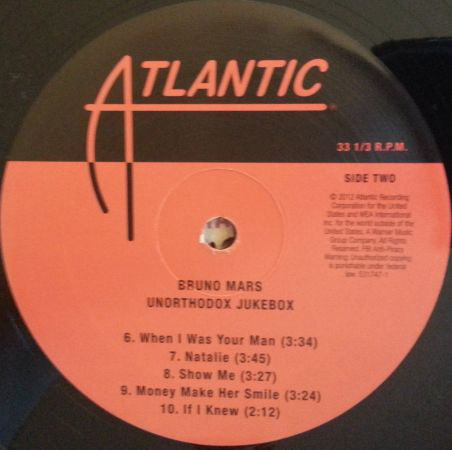 ATLANTIC
33 1/3 R.P.M.
SIDE TWO
© 2012 Atlantic Recording
Corporation for the United
States and WEA International
Inc. for the world outside of the
United States. A Warner Music
Group Company. All Rights
Reserved. FBI Anti-Piracy
Warning: Unauthorized copying
is punishable under federal
law. 531747-1
BRUNO MARS
UNORTHODOX JUKEBOX
6. When I Was Your Man (3:34)
7. Natalie (3:45)
8. Show Me (3:27)
9. Money Make Her Smile (3:24)
10. If I Knew (2:12)